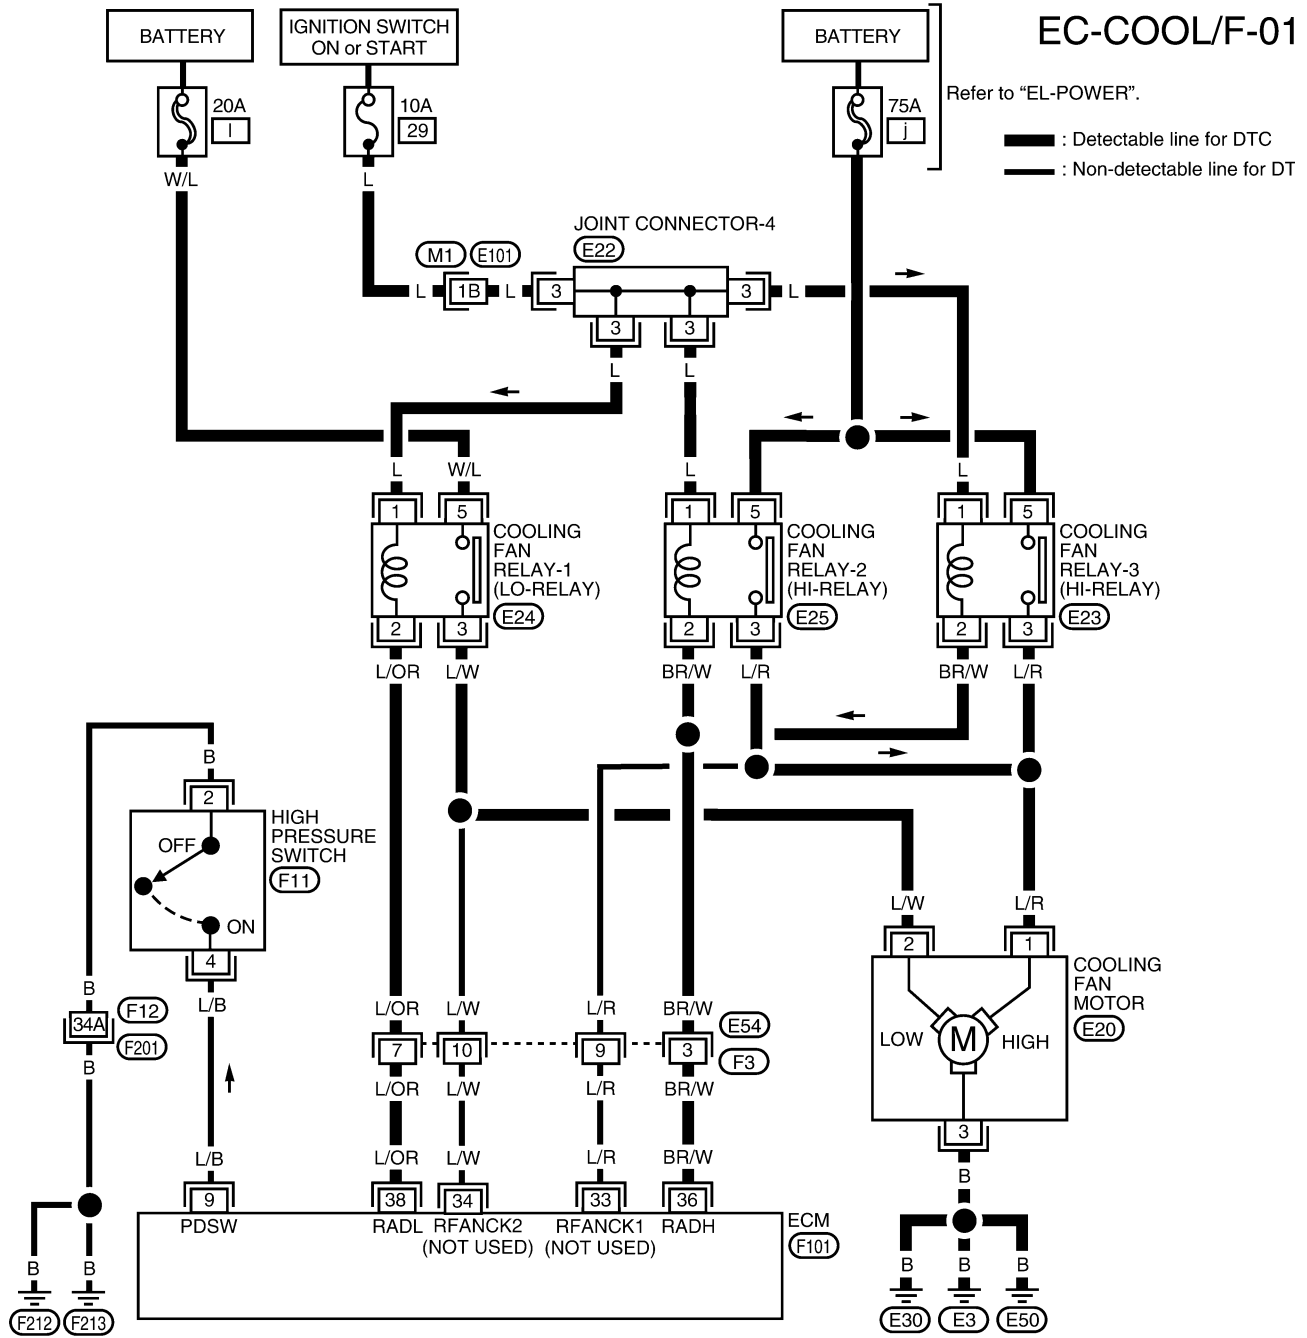 EC-COOL/F-01
BATTERY
IGNITION SWITCH
ON or START
BATTERY
20A
I
10A
29
75A
j
Refer to “EL-POWER”.
: Detectable line for DTC
: Non-detectable line for DT
W/L
L
JOINT CONNECTOR-4
M1
E101
E22
L
1B
L
3
3
L
3
3
L
L
L
W/L
L
L
1
5
1
5
1
5
COOLING
FAN
RELAY-1
(LO-RELAY)
E24
COOLING
FAN
RELAY-2
(HI-RELAY)
E25
COOLING
FAN
RELAY-3
(HI-RELAY)
E23
2
3
2
3
2
3
L/OR
L/W
BR/W
L/R
BR/W
L/R
B
2
OFF
ON
HIGH
PRESSURE
SWITCH
F11
4
L/W
L/R
2
1
COOLING
FAN
MOTOR
E20
LOW
M
HIGH
3
B
B
L/B
34A
F12
F201
B
L/OR
L/W
L/R
BR/W
7
10
9
3
E54
F3
L/OR
L/W
L/R
BR/W
L/B
L/OR
L/W
L/R
BR/W
9
38
34
33
36
PDSW
RADL
RFANCK2
(NOT USED)
RFANCK1
(NOT USED)
RADH
ECM
F101
B
B
F212
F213
B
B
B
E30
E3
E50